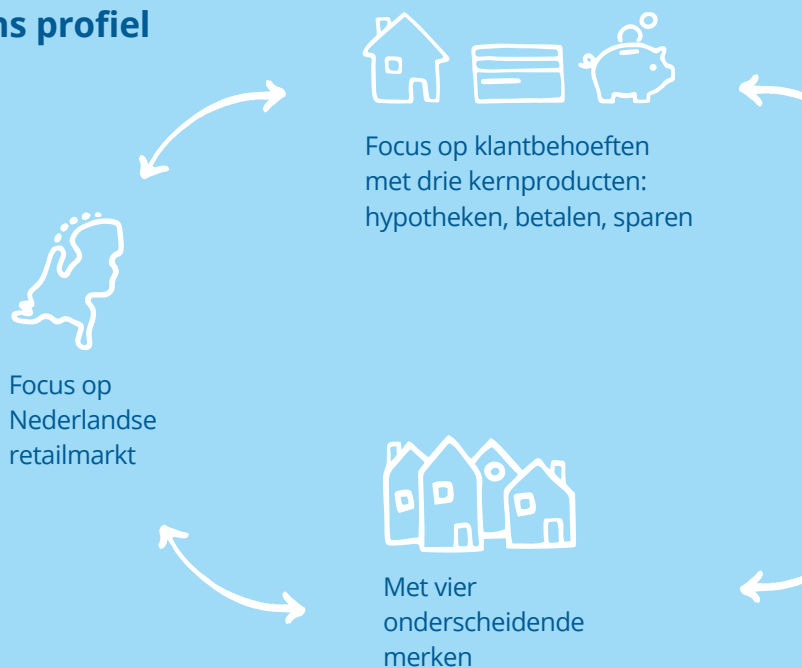 ns profiel
Focus op klantbehoeften
met drie kernproducten:
hypotheken, betalen, sparen
Focus op
Nederlandse
retailmarkt
Met vier
onderscheidende
merken